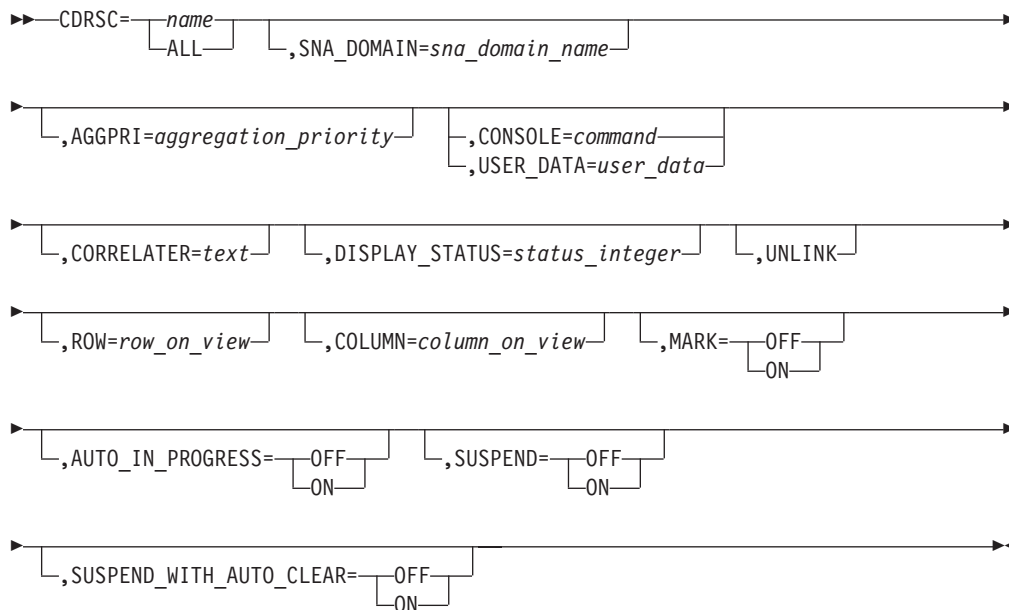 CDRSC= name
ALL ,SNA_DOMAIN=sna_domain_name
,AGGPRI=aggregation_priority ,CONSOLE=command
,USER_DATA=user_data
,CORRELATER=text ,DISPLAY_STATUS=status_integer ,UNLINK
,ROW=row_on_view ,COLUMN=column_on_view ,MARK= OFF
ON
,AUTO_IN_PROGRESS= OFF ,SUSPEND= OFF
ON ON
,SUSPEND_WITH_AUTO_CLEAR= OFF
ON